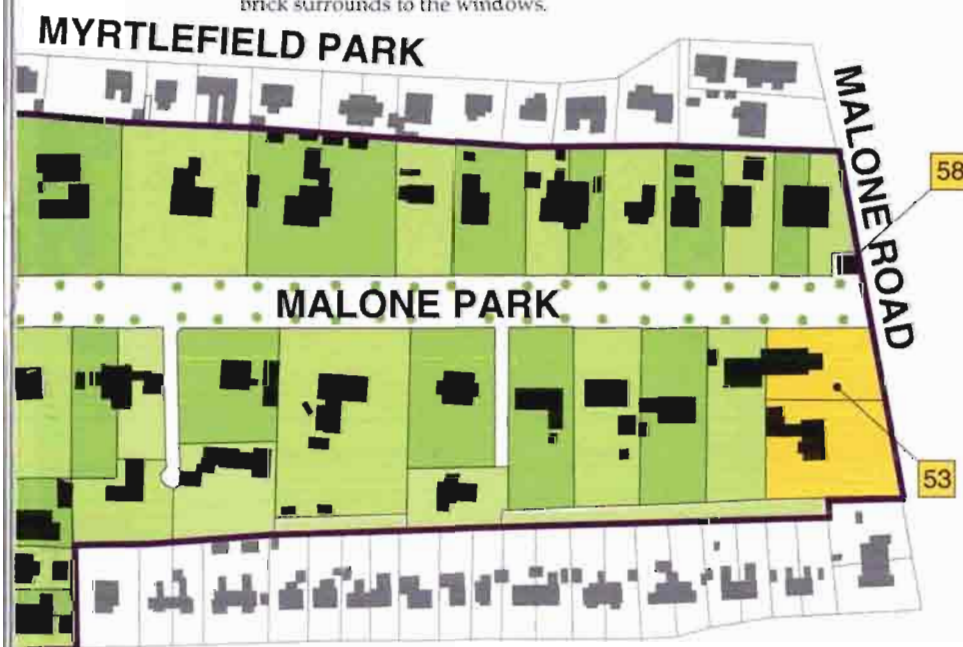 brick surrounds to the windows.
MYRTLEFIELD PARK
MALONE ROAD
58
MALONE PARK
53